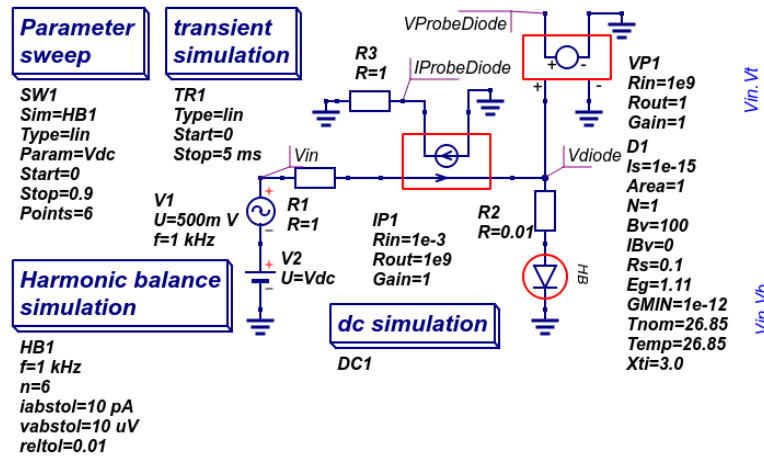 Parameter
sweep
SW1
Sim=HB1
Type=lin
Param=Vdc
Start=0
Stop=0.9
Points=6
transient
simulation
TR1
Type=lin
Start=0
Stop=5 ms
R3
R=1
IProbeDiode
VProbeDiode
+ -
+ -
VP1
Rin=1e9
Rout=1
Gain=1
Vin. Vt
D1
Is=1e-15
Area=1
N=1
Bv=100
IBv=0
Rs=0.1
Eg=1.11
GMIN=1e-12
Tnom=26.85
Temp=26.85
Xti=3.0
Vin
Vdiode
V1
U=500m V
f=1 kHz
+
−
R1
R=1
V2
U=Vdc
+
−
IP1
Rin=1e-3
Rout=1e9
Gain=1
R2
R=0.01
HB
Vin Vb
Harmonic balance
simulation
HB1
f=1 kHz
n=6
iabstol=10 pA
vabstol=10 uV
reltol=0.01
dc simulation
DC1